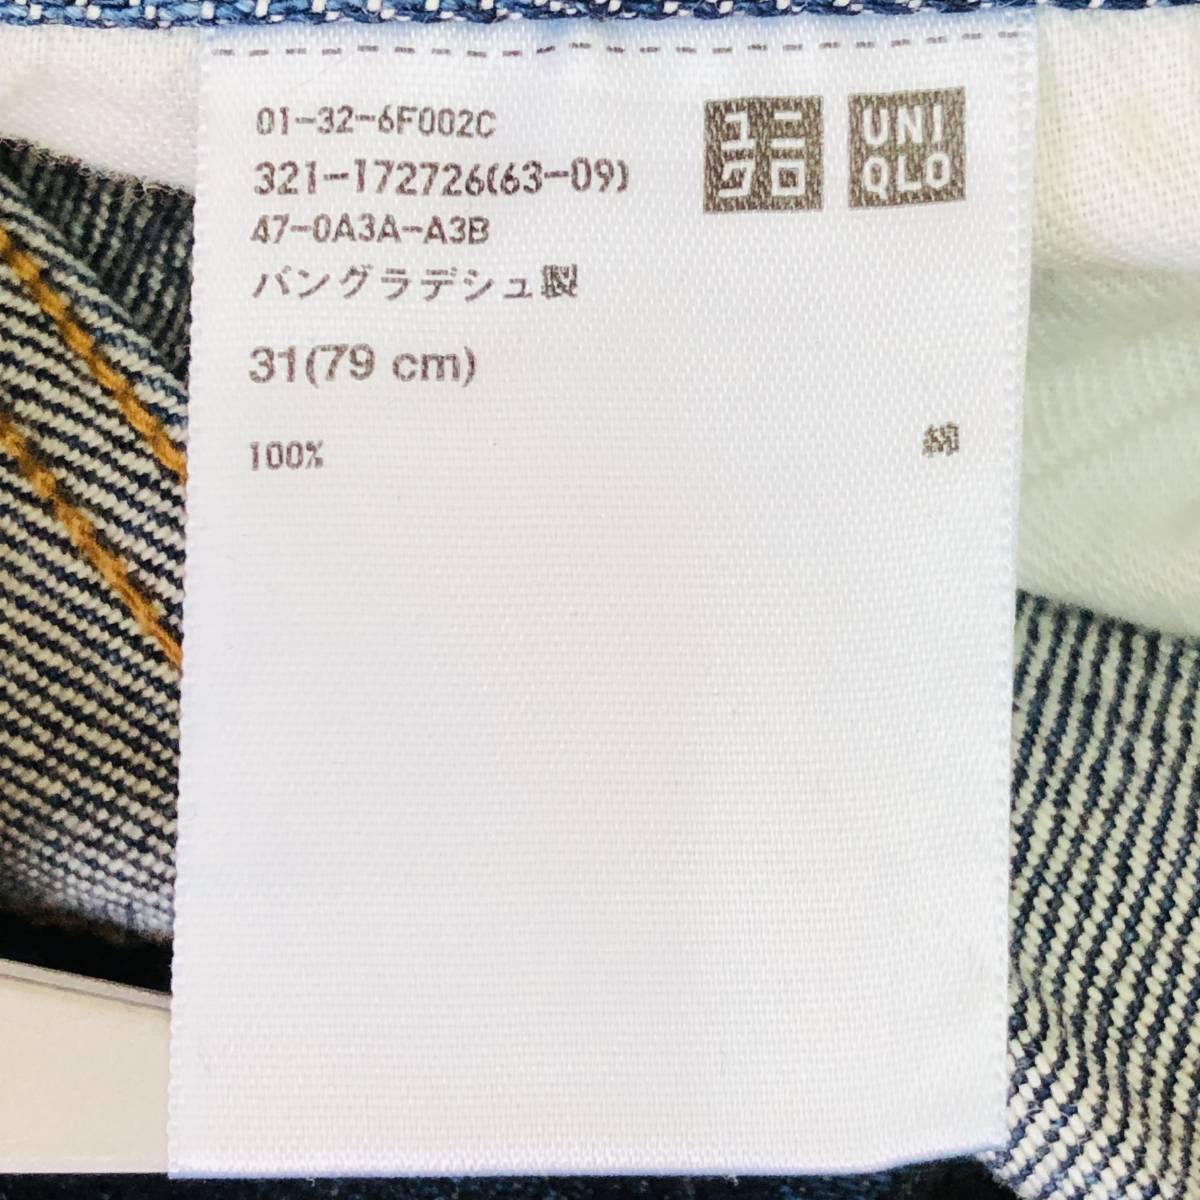 01-32-6F002C
321-172726(63-09)
47-0A3A-A3B
バングラデシュ製
31(79 cm)
100% 綿
ユニ
クロ
UNI
QLO